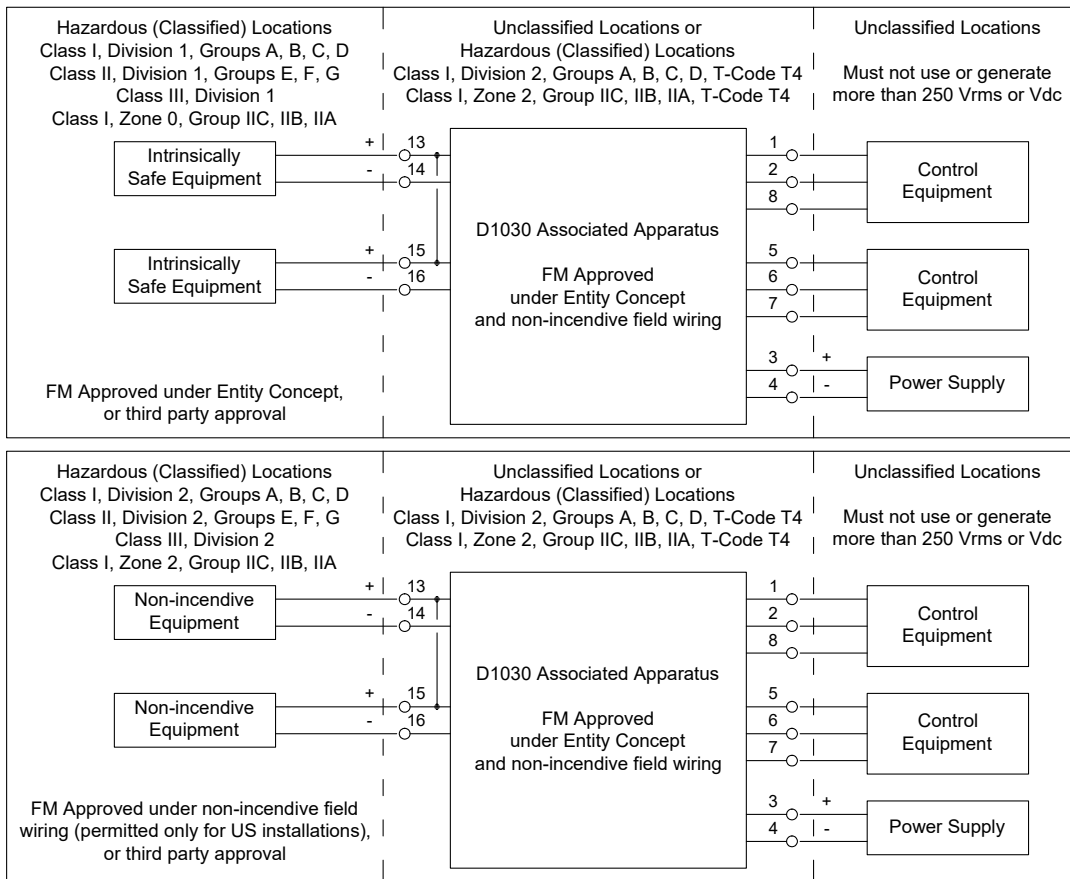 Hazardous (Classified) Locations
Class I, Division 1, Groups A, B, C, D
Class II, Division 1, Groups E, F, G
Class III, Division 1
Class I, Zone 0, Group IIC, IIB, IIA
Unclassified Locations or
Hazardous (Classified) Locations
Class I, Division 2, Groups A, B, C, D, T-Code T4
Class I, Zone 2, Group IIC, IIB, IIA, T-Code T4
Unclassified Locations
Must not use or generate
more than 250 Vrms or Vdc
Intrinsically
Safe Equipment
+
-
13
14
Intrinsically
Safe Equipment
+
-
15
16
FM Approved under Entity Concept,
or third party approval
D1030 Associated Apparatus
FM Approved
under Entity Concept
and non-incendive field wiring
1
2
8
Control
Equipment
5
6
7
Control
Equipment
3
4
+
-
Power Supply
Hazardous (Classified) Locations
Class I, Division 2, Groups A, B, C, D
Class II, Division 2, Groups E, F, G
Class III, Division 2
Class I, Zone 2, Group IIC, IIB, IIA
Unclassified Locations or
Hazardous (Classified) Locations
Class I, Division 2, Groups A, B, C, D, T-Code T4
Class I, Zone 2, Group IIC, IIB, IIA, T-Code T4
Unclassified Locations
Must not use or generate
more than 250 Vrms or Vdc
Non-incendive
Equipment
+
-
13
14
Non-incendive
Equipment
+
-
15
16
FM Approved under non-incendive field
wiring (permitted only for US installations),
or third party approval
D1030 Associated Apparatus
FM Approved
under Entity Concept
and non-incendive field wiring
1
2
8
Control
Equipment
5
6
7
Control
Equipment
3
4
+
-
Power Supply